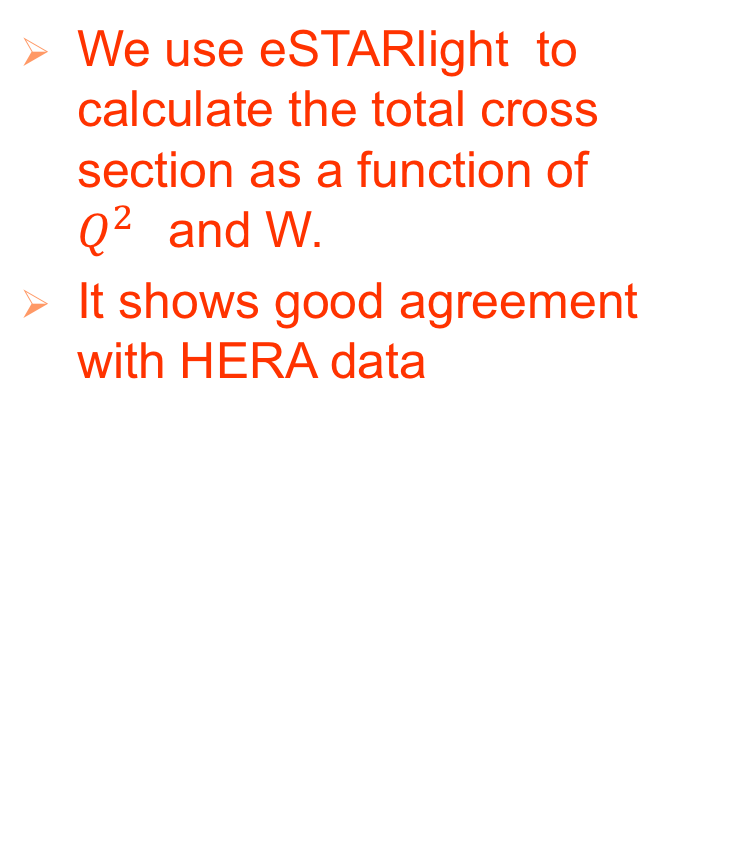 ➢ We use eSTARlight to
calculate the total cross
section as a function of
𝑄² and W.
➢ It shows good agreement
with HERA data